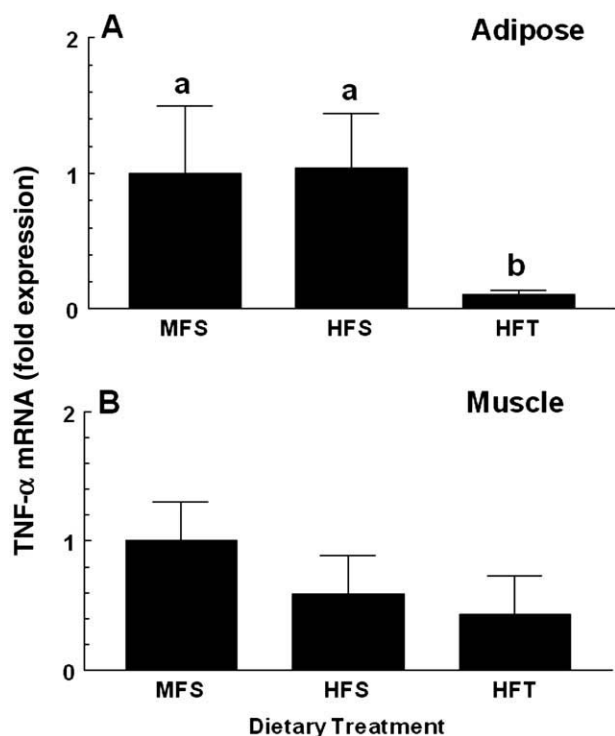 A
Adipose
2
a
a
1
b
0
MFS
HFS
HFT
TNF-α mRNA (fold expression)
B
Muscle
2
1
0
MFS
HFS
HFT
Dietary Treatment